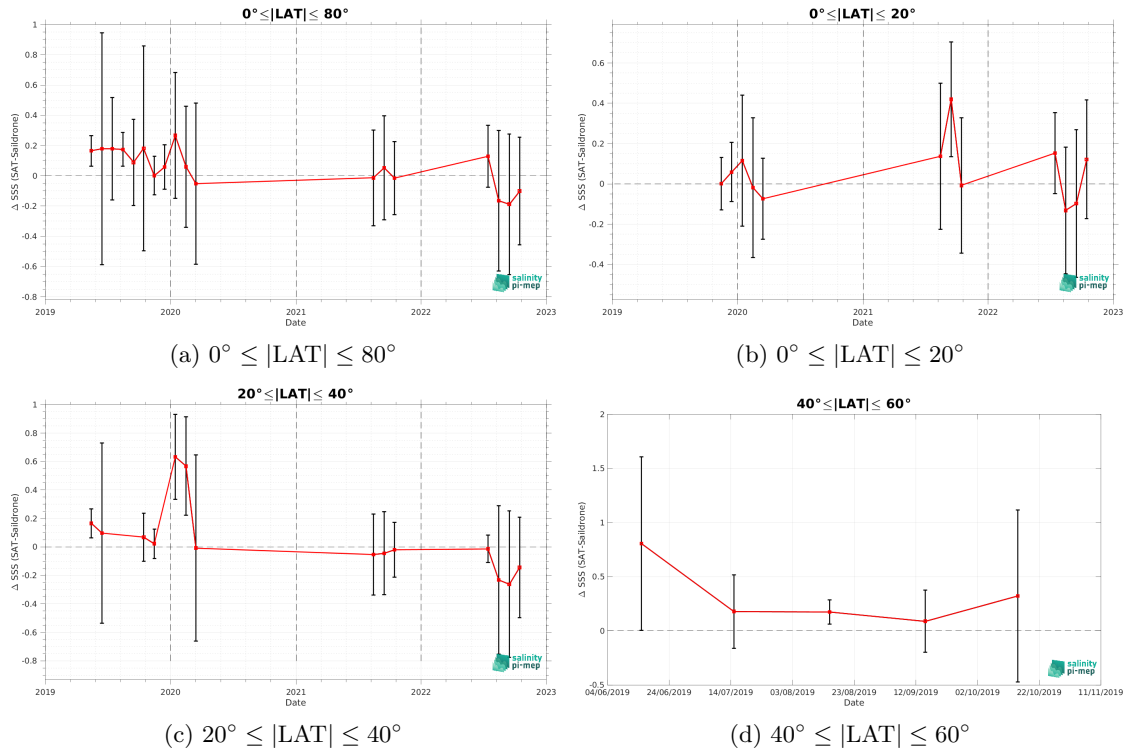 0°≤|LAT|≤ 80°
1
0.8
0.6
0.4
0.2
0
-0.2
-0.4
-0.6
-0.8
Δ SSS (SAT-Saildrone)
2019
2020
2021
2022
2023
Date
salinity
pi-mep
(a) 0° ≤ |LAT| ≤ 80°
0°≤|LAT|≤ 20°
0.6
0.4
0.2
0
-0.2
-0.4
Δ SSS (SAT-Saildrone)
2019
2020
2021
2022
2023
Date
salinity
pi-mep
(b) 0° ≤ |LAT| ≤ 20°
20°≤|LAT|≤ 40°
1
0.8
0.6
0.4
0.2
0
-0.2
-0.4
-0.6
-0.8
Δ SSS (SAT-Saildrone)
2019
2020
2021
2022
2023
Date
salinity
pi-mep
(c) 20° ≤ |LAT| ≤ 40°
40°≤|LAT|≤ 60°
2
1.5
1
0.5
0
-0.5
Δ SSS (SAT-Saildrone)
04/06/2019
24/06/2019
14/07/2019
03/08/2019
23/08/2019
12/09/2019
02/10/2019
22/10/2019
11/11/2019
Date
salinity
pi-mep
(d) 40° ≤ |LAT| ≤ 60°